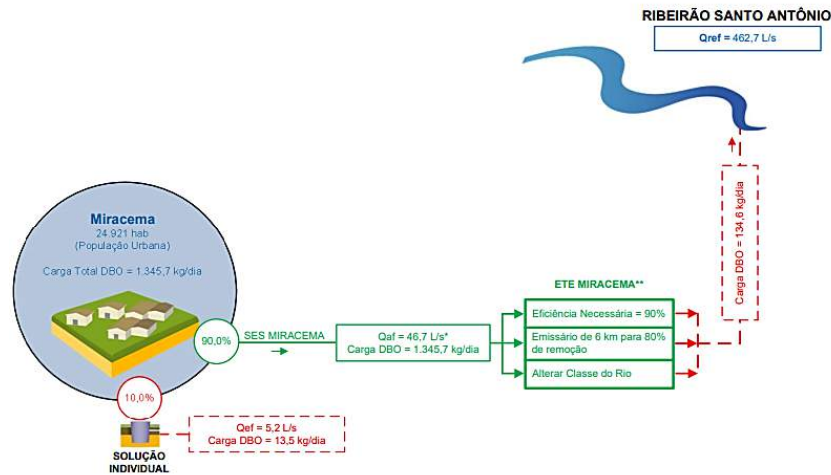 RIBEIRÃO SANTO ANTÔNIO
Qref = 462,7 L/s
Miracema
24.921 hab
(População Urbana)
Carga Total DBO = 1.345,7 kg/dia
90,0%
SES MIRACEMA
Qaf = 46,7 L/s*
Carga DBO = 1.345,7 kg/dia
ETE MIRACEMA**
Eficiência Necessária = 90%
Emissário de 6 km para 80%
de remoção
Alterar Classe do Rio
Carga DBO = 134,6 kg/dia
10,0%
Qef = 5,2 L/s
Carga DBO = 13,5 kg/dia
SOLUÇÃO
INDIVIDUAL